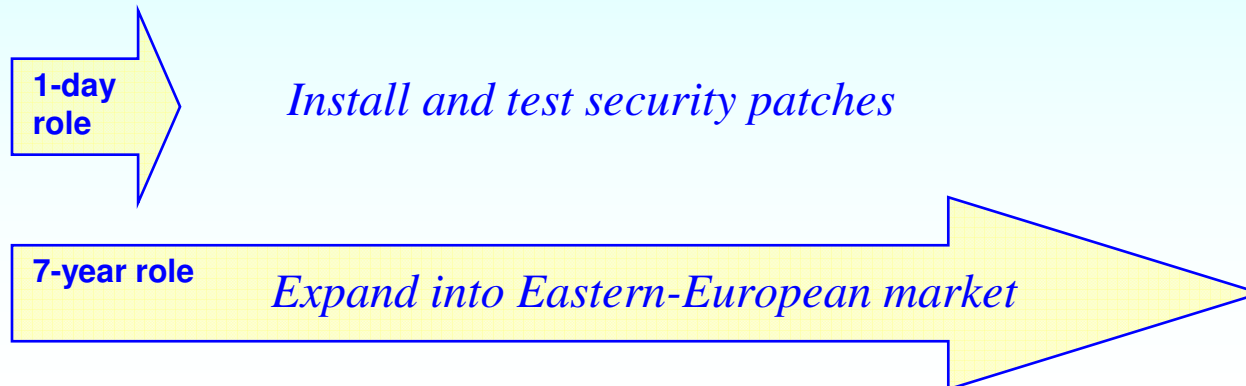 1-day
role
Install and test security patches
7-year role
Expand into Eastern-European market